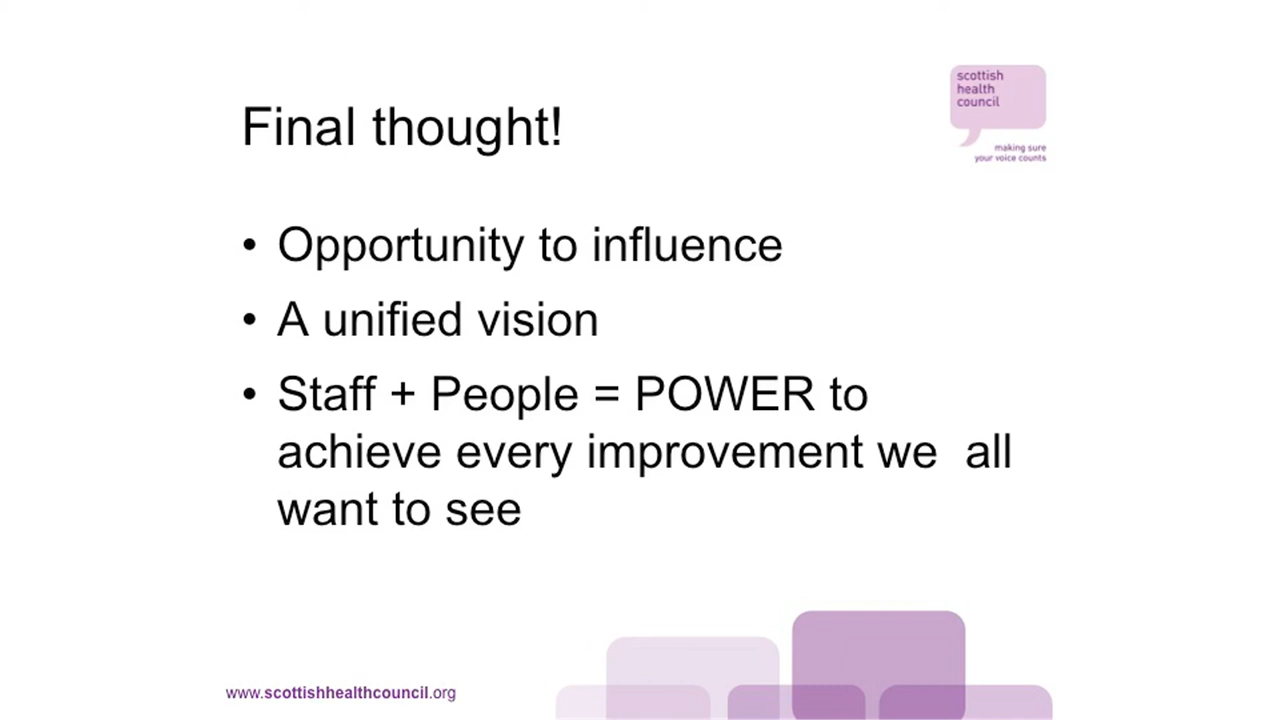 scottish
health
council
making sure
your voice counts
Final thought!
• Opportunity to influence
• A unified vision
• Staff + People = POWER to
achieve every improvement we  all
want to see
www.scottishhealthcouncil.org